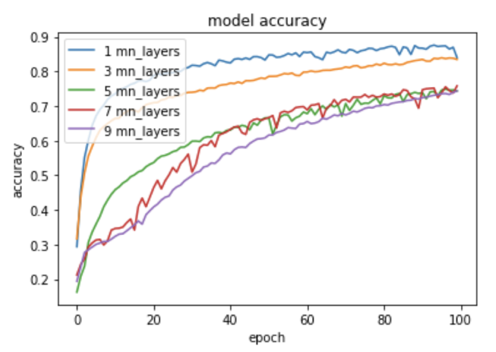 model accuracy
0.9
0.8
0.7
0.6
0.5
0.4
0.3
0.2
accuracy
1 mn_layers
3 mn_layers
5 mn_layers
7 mn_layers
9 mn_layers
0 20 40 60 80 100
epoch